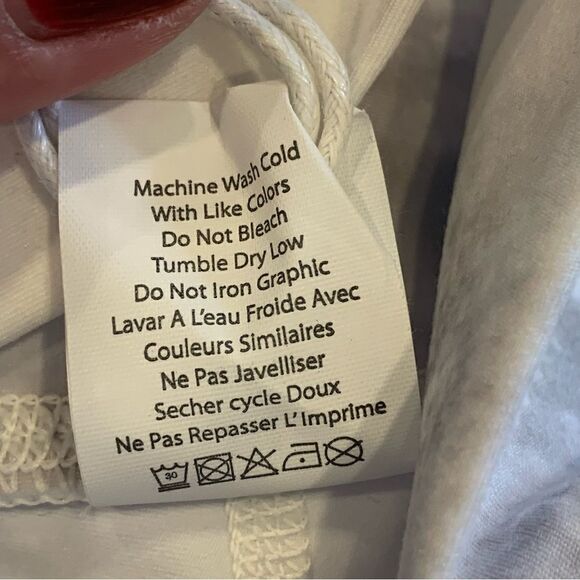 Machine Wash Cold
With Like Colors
Do Not Bleach
Tumble Dry Low
Do Not Iron Graphic
Lavar A L'eau Froide Avec
Couleurs Similaires
Ne Pas Javelliser
Secher cycle Doux
Ne Pas Repasser L'Imprime
30